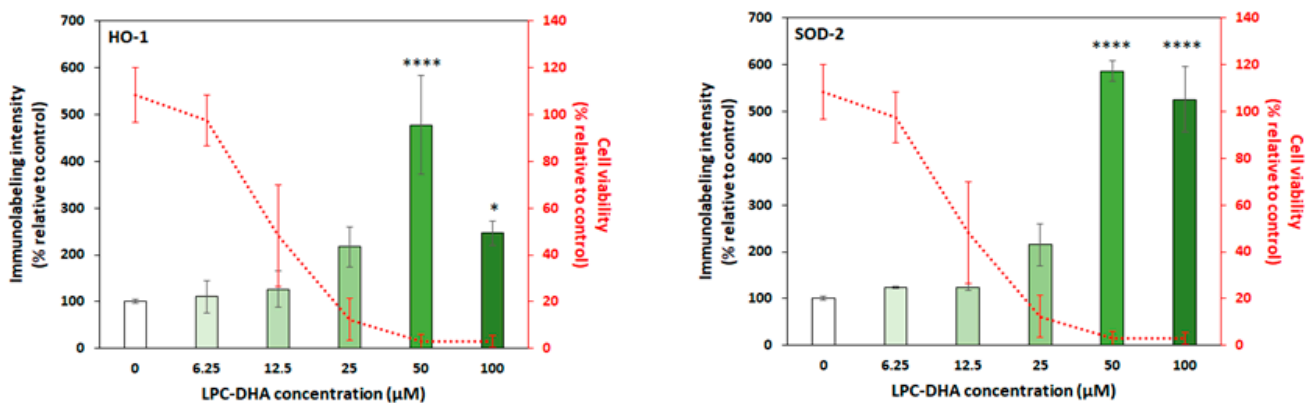 HO-1
700
600
500
400
300
200
100
0
Immunolabeling intensity
(% relative to control)
****
*
140
120
100
80
60
40
20
0
Cell viability
(% relative to control)
0 6.25 12.5 25 50 100
LPC-DHA concentration (µM)
SOD-2
700
600
500
400
300
200
100
0
Immunolabeling intensity
(% relative to control)
**** ****
140
120
100
80
60
40
20
0
Cell viability
(% relative to control)
0 6.25 12.5 25 50 100
LPC-DHA concentration (µM)